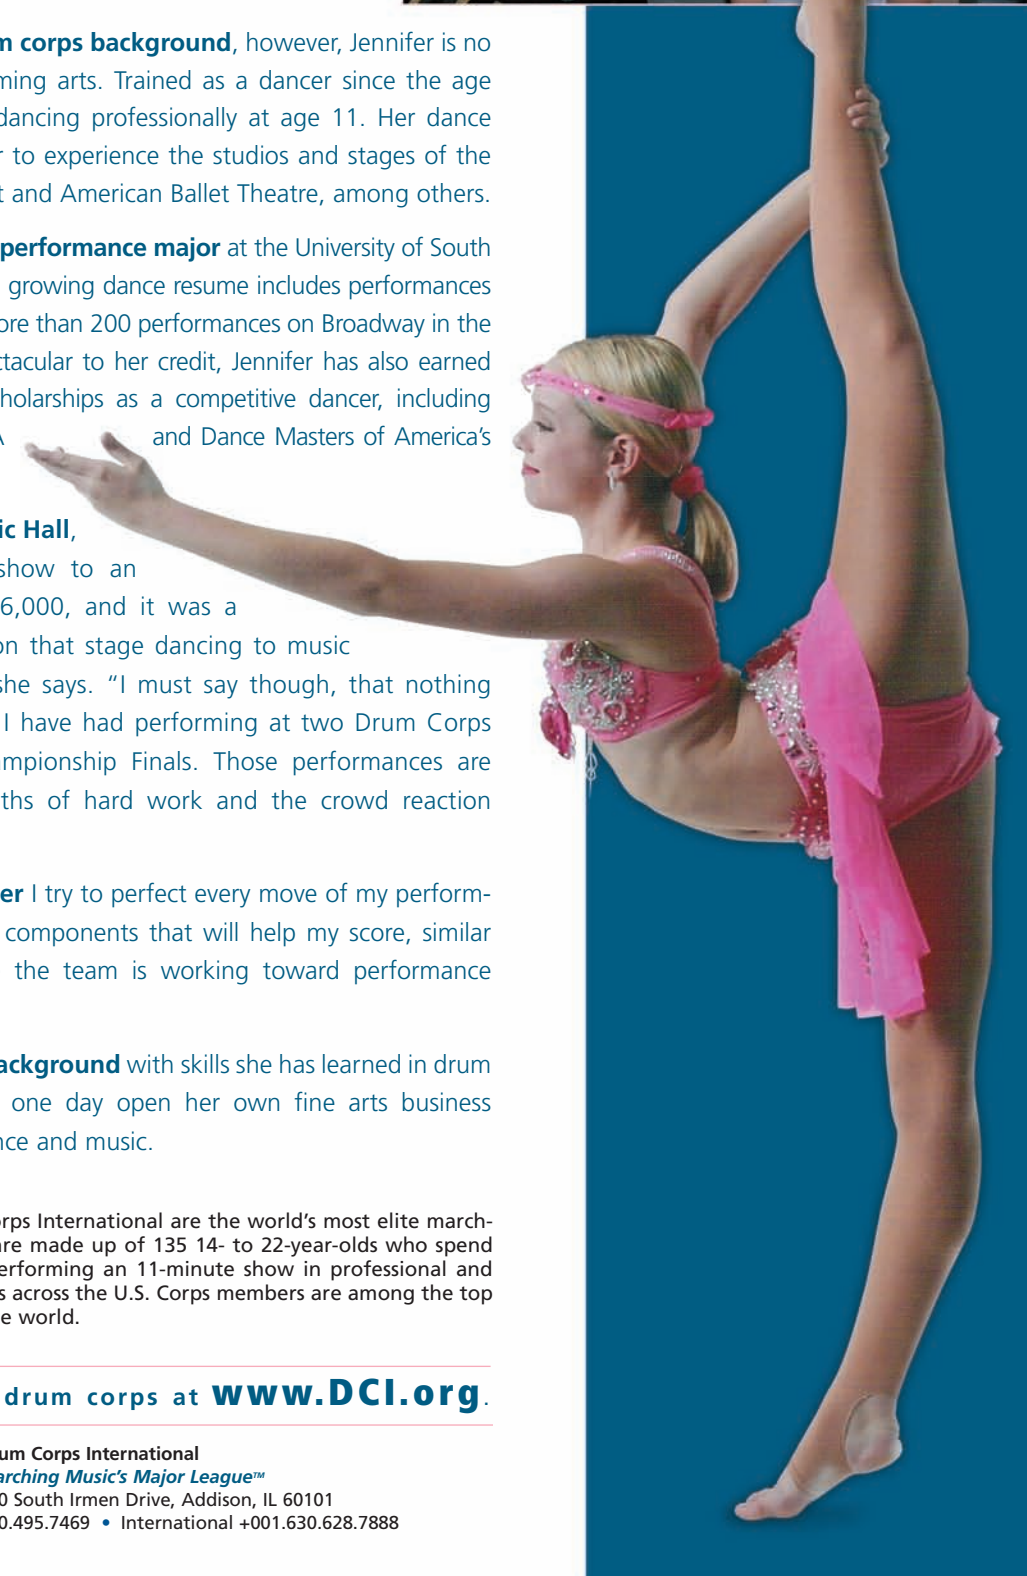 m corps background, however, Jennifer is no
ming arts. Trained as a dancer since the age
dancing professionally at age 11. Her dance
r to experience the studios and stages of the
t and American Ballet Theatre, among others.
performance major at the University of South
growing dance resume includes performances
ore than 200 performances on Broadway in the
ctacular to her credit, Jennifer has also earned
holarships as a competitive dancer, including
A and Dance Masters of America’s
ic Hall,
show to an
6,000, and it was a
on that stage dancing to music
she says. “I must say though, that nothing
I have had performing at two Drum Corps
ampionship Finals. Those performances are
ths of hard work and the crowd reaction
er I try to perfect every move of my perform-
components that will help my score, similar
the team is working toward performance
ackground with skills she has learned in drum
one day open her own fine arts business
nce and music.
orps International are the world’s most elite march-
are made up of 135 14- to 22-year-olds who spend
erforming an 11-minute show in professional and
s across the U.S. Corps members are among the top
e world.
drum corps at www.DCI.org.
um Corps International
arching Music’s Major League™
0 South Irmen Drive, Addison, IL 60101
0.495.7469 • International +001.630.628.7888